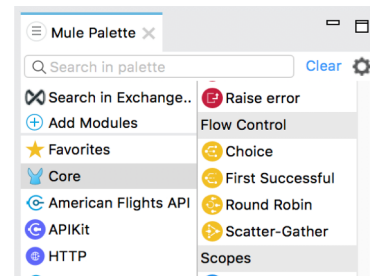 Mule Palette
Search in palette
Clear
Search in Exchange..
Add Modules
Favorites
Core
American Flights API
APIKit
HTTP
Raise error
Flow Control
Choice
First Successful
Round Robin
Scatter-Gather
Scopes